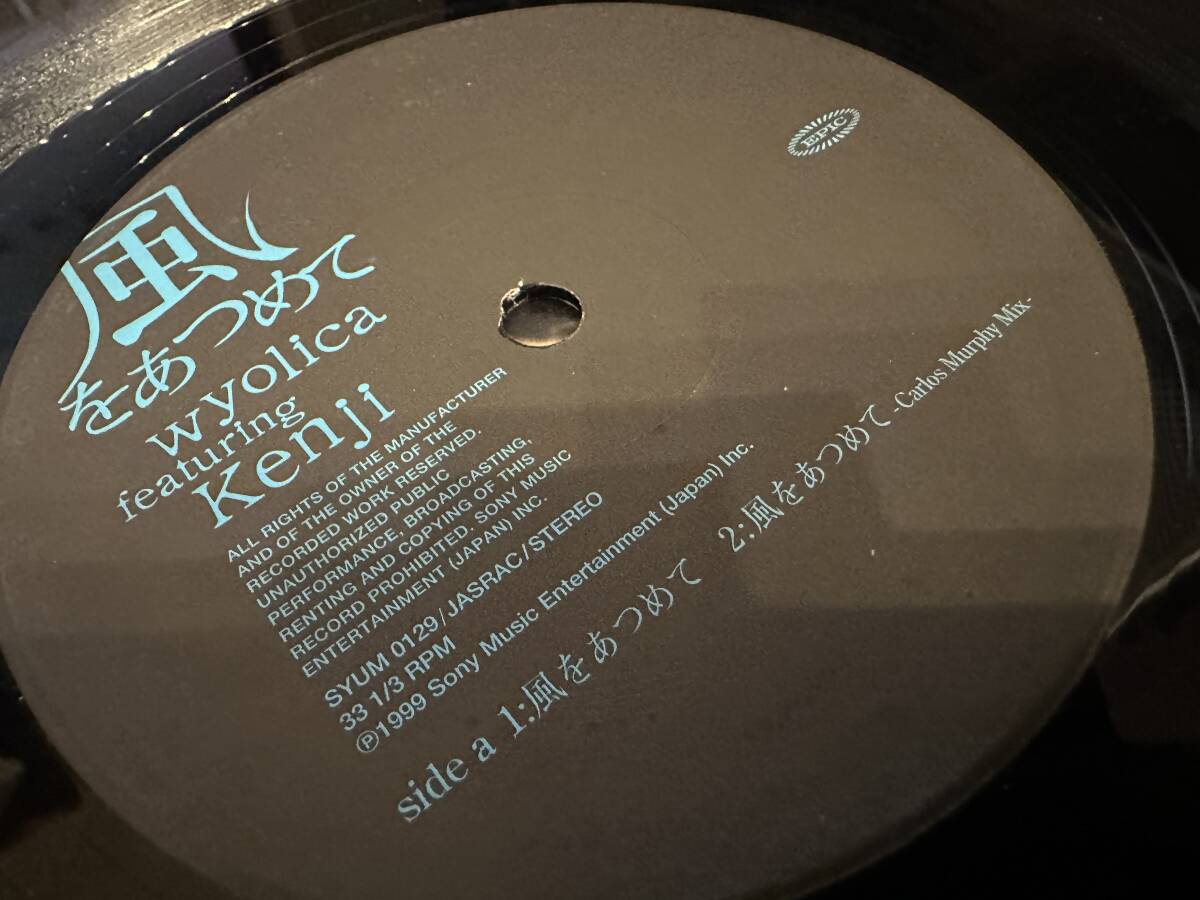 風
をあつめて
wyolica
featuring
Kenji
ALL RIGHTS OF THE MANUFACTURER
AND OF THE OWNER OF THE
RECORDED WORK RESERVED.
UNAUTHORIZED PUBLIC
PERFORMANCE, BROADCASTING,
RENTING AND COPYING OF THIS
RECORD PROHIBITED. SONY MUSIC
ENTERTAINMENT (JAPAN) INC.
SYUM 0129/JASRAC/STEREO
33 1/3 RPM
Ⓟ1999 Sony Music Entertainment (Japan) Inc.
side a 1:風をあつめて 2:風をあつめて -Carlos Murphy Mix-
EPIC